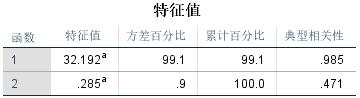 特征值
函数 特征值 方差百分比 累计百分比 典型相关性
1 32.192a 99.1 99.1 .985
2 .285a .9 100.0 .471